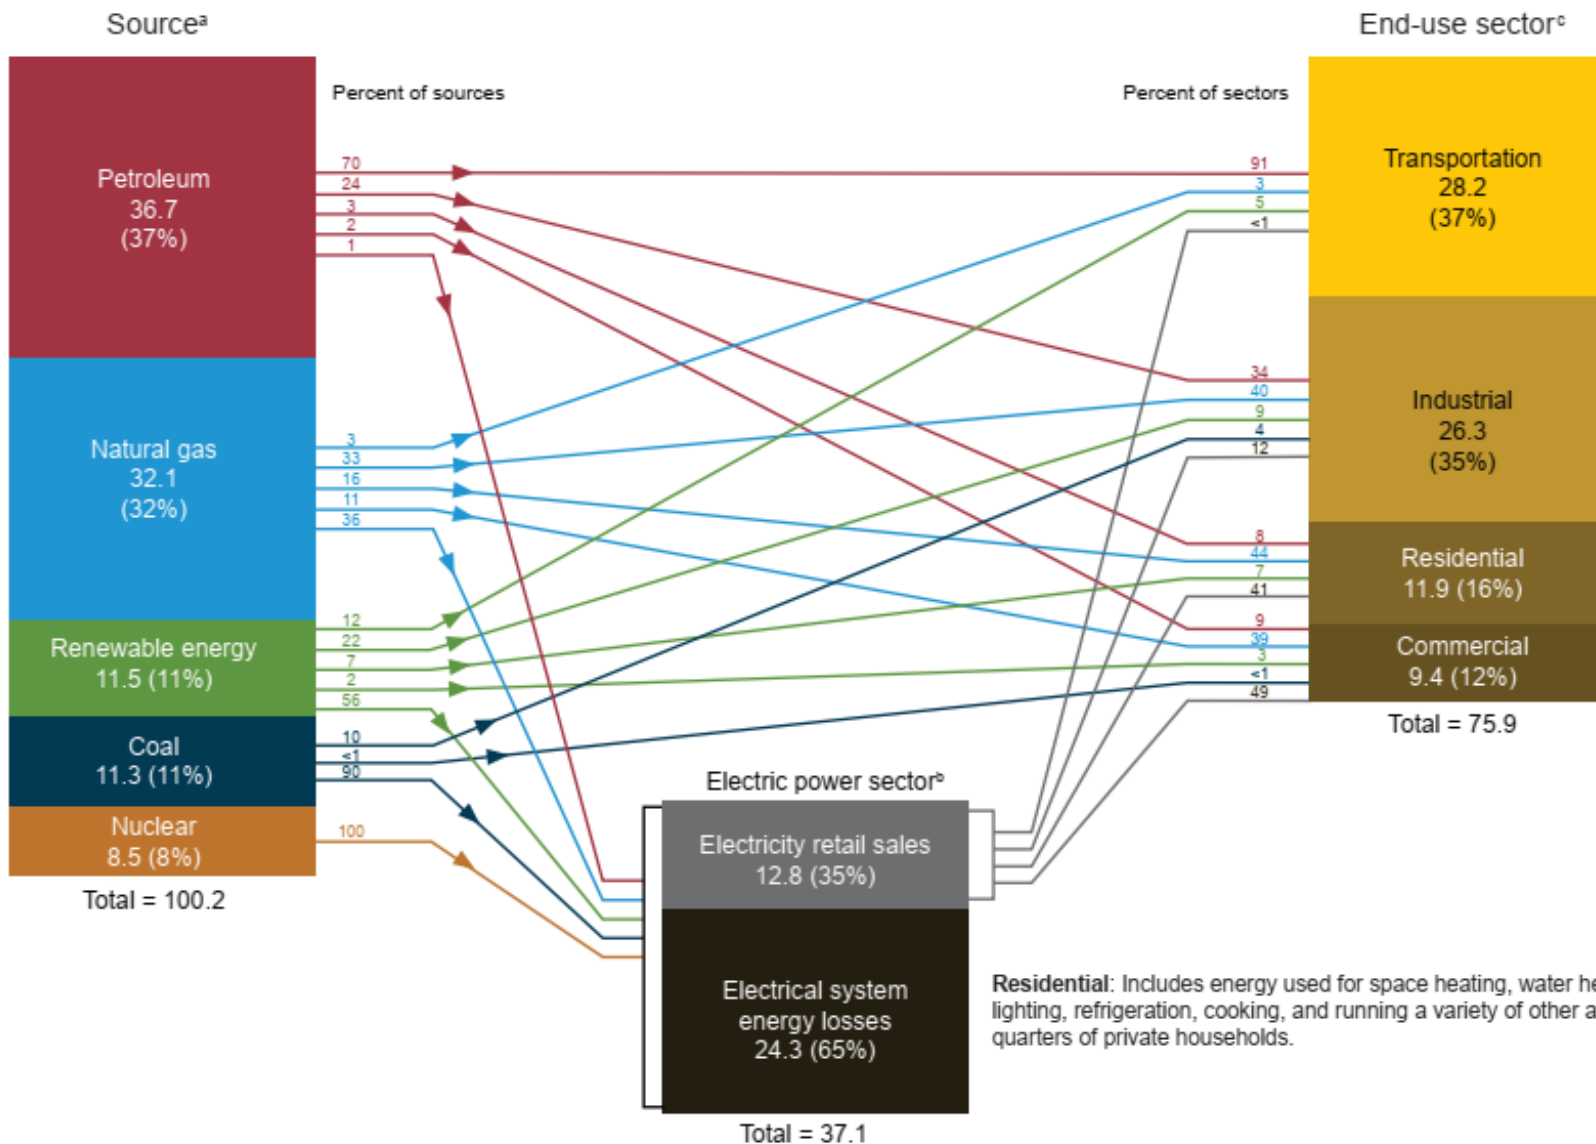 Sourceᵃ
End-use sectorᶜ
Percent of sources
Percent of sectors
Petroleum
36.7
(37%)
70
24
3
2
1
Natural gas
32.1
(32%)
3
33
16
11
36
Renewable energy
11.5 (11%)
12
22
7
2
56
Coal
11.3 (11%)
10
<1
90
Nuclear
8.5 (8%)
100
Total = 100.2
91
3
5
<1
Transportation
28.2
(37%)
34
40
9
4
12
Industrial
26.3
(35%)
8
44
7
41
Residential
11.9 (16%)
9
39
3
<1
49
Commercial
9.4 (12%)
Total = 75.9
Electric power sectorᵇ
Electricity retail sales
12.8 (35%)
Electrical system
energy losses
24.3 (65%)
Total = 37.1
Residential: Includes energy used for space heating, water he
lighting, refrigeration, cooking, and running a variety of other a
quarters of private households.